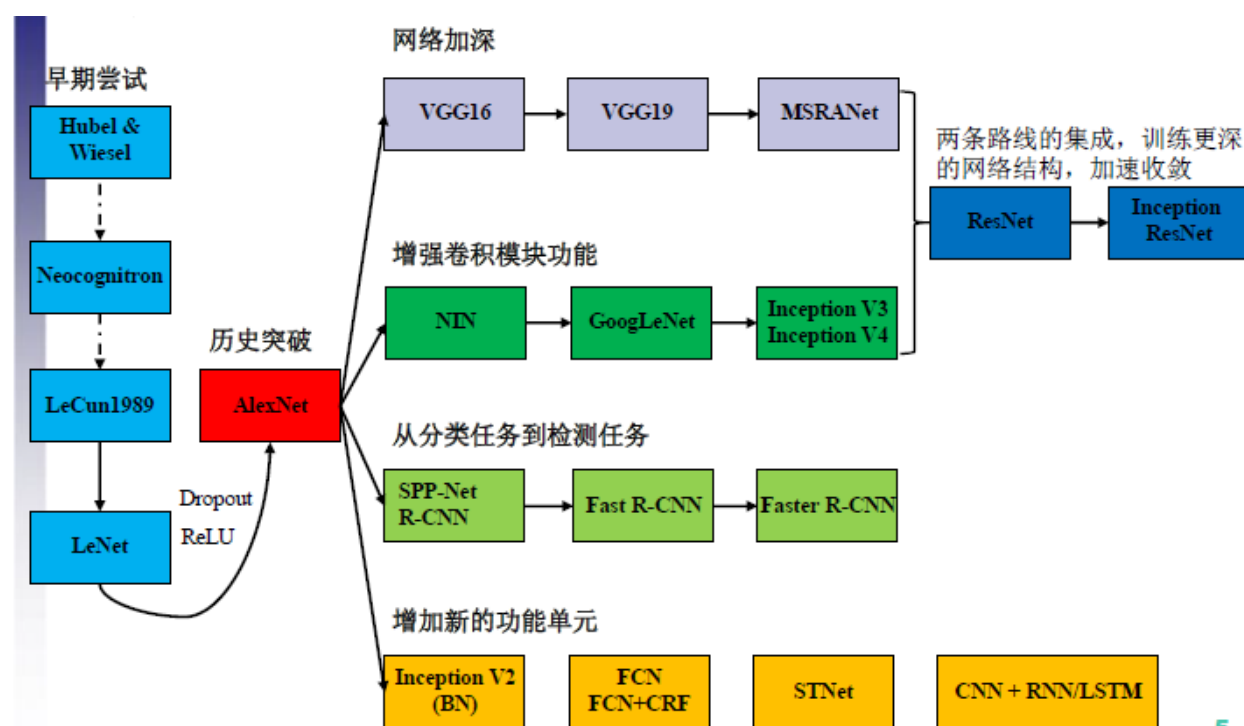 早期尝试
Hubel &
Wiesel
Neocognitron
LeCun1989
LeNet
Dropout
ReLU
历史突破
AlexNet
网络加深
VGG16
VGG19
MSRANet
两条路线的集成，训练更深
的网络结构，加速收敛
ResNet
Inception
ResNet
增强卷积模块功能
NIN
GoogLeNet
Inception V3
Inception V4
从分类任务到检测任务
SPP-Net
R-CNN
Fast R-CNN
Faster R-CNN
增加新的功能单元
Inception V2
(BN)
FCN
FCN+CRF
STNet
CNN + RNN/LSTM